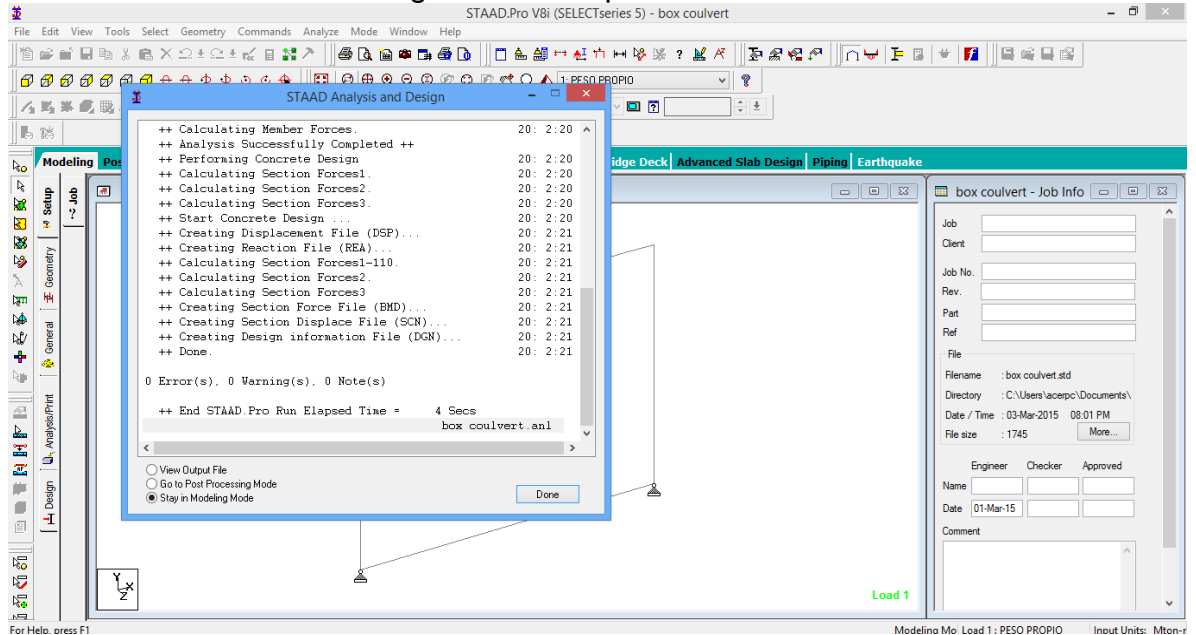 STAAD.Pro V8i (SELECTseries 5) - box coulvert
File Edit View Tools Select Geometry Commands Analyze Mode Window Help
1: PESO PROPIO
STAAD Analysis and Design
++ Calculating Member Forces. 20: 2:20
++ Analysis Successfully Completed ++
++ Performing Concrete Design 20: 2:20
++ Calculating Section Forces1. 20: 2:20
++ Calculating Section Forces2. 20: 2:20
++ Calculating Section Forces3. 20: 2:20
++ Start Concrete Design ... 20: 2:20
++ Creating Displacement File (DSP)... 20: 2:21
++ Creating Reaction File (REA)... 20: 2:21
++ Calculating Section Forces1-110. 20: 2:21
++ Calculating Section Forces2. 20: 2:21
++ Calculating Section Forces3 20: 2:21
++ Creating Section Force File (BMD)... 20: 2:21
++ Creating Section Displace File (SCN)... 20: 2:21
++ Creating Design information File (DGN)... 20: 2:21
++ Done. 20: 2:21
0 Error(s), 0 Warning(s), 0 Note(s)
++ End STAAD.Pro Run Elapsed Time = 4 Secs
box coulvert.anl
View Output File
Go to Post Processing Mode
Stay in Modeling Mode
Done
Modeling Pos
idge Deck Advanced Slab Design Piping Earthquake
Setup
Job
Geometry
General
Analysis/Print
Design
Y
X
Z
Load 1
box coulvert - Job Info
Job
Client
Job No.
Rev.
Part
Ref
File
Filename : box coulvert.std
Directory : C:\Users\acerpc\Documents\
Date / Time : 03-Mar-2015 08:01 PM
File size : 1745 More...
Engineer Checker Approved
Name
Date 01-Mar-15
Comment
For Help, press F1
Modeling Mo Load 1 : PESO PROPIO Input Units: Mton-